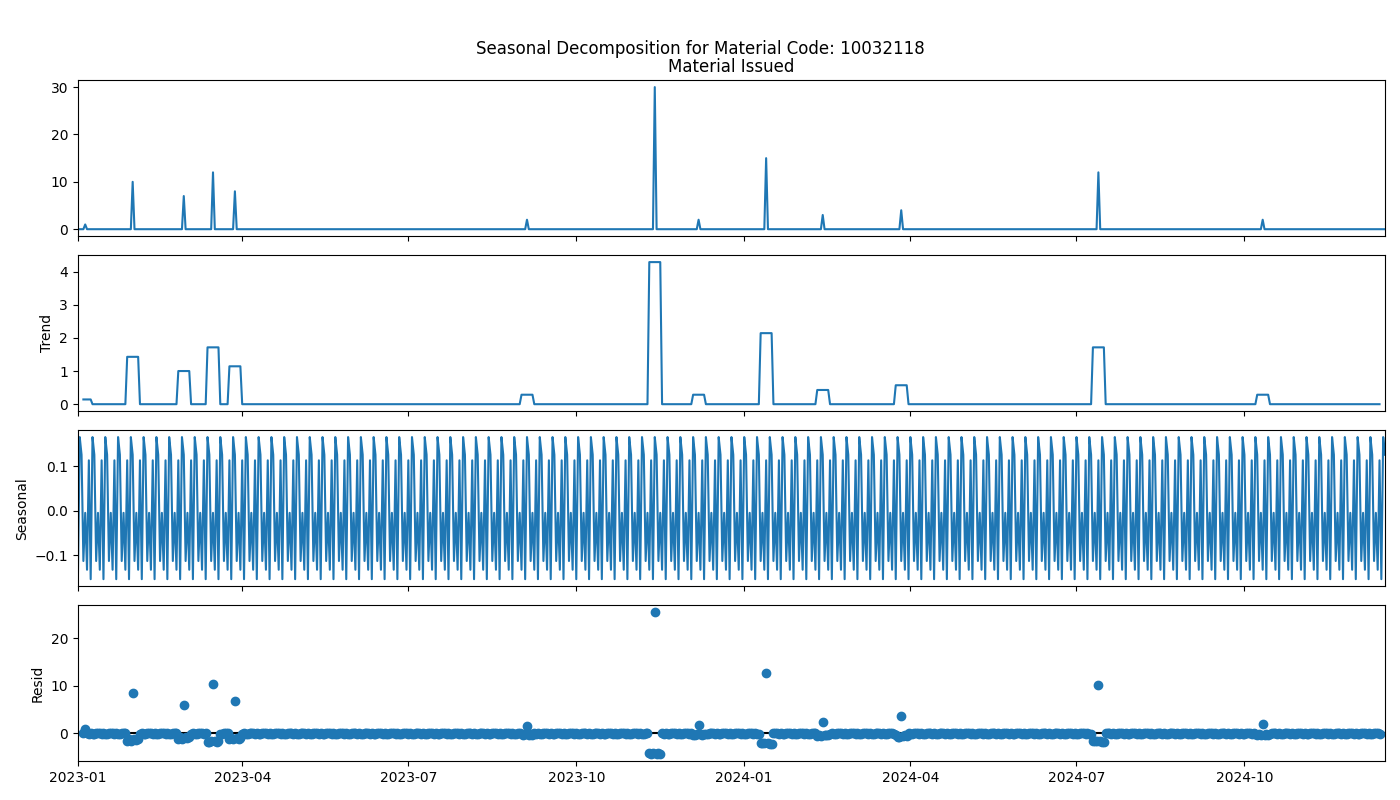 Seasonal Decomposition for Material Code: 10032118
Material Issued
30
20
10
0
4
3
2
1
0
Trend
0.1
0.0
−0.1
Seasonal
20
10
0
Resid
2023-01 2023-04 2023-07 2023-10 2024-01 2024-04 2024-07 2024-10